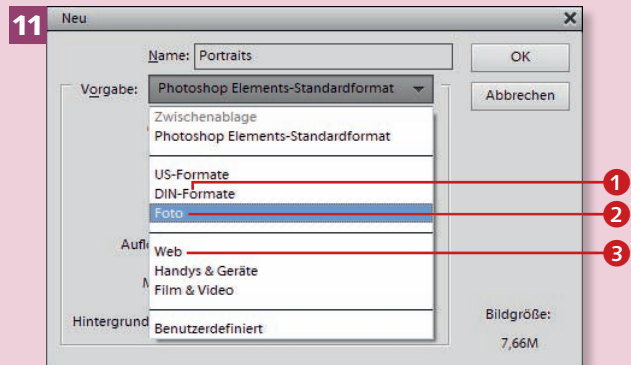 11
Neu
Name: Portraits
OK
Vorgabe: Photoshop Elements-Standardformat
Abbrechen
Zwischenablage
Photoshop Elements-Standardformat
US-Formate
DIN-Formate
1
Foto
2
Web
3
Handys & Geräte
Film & Video
Hintergrund
Benutzerdefiniert
Bildgröße:
7,66M